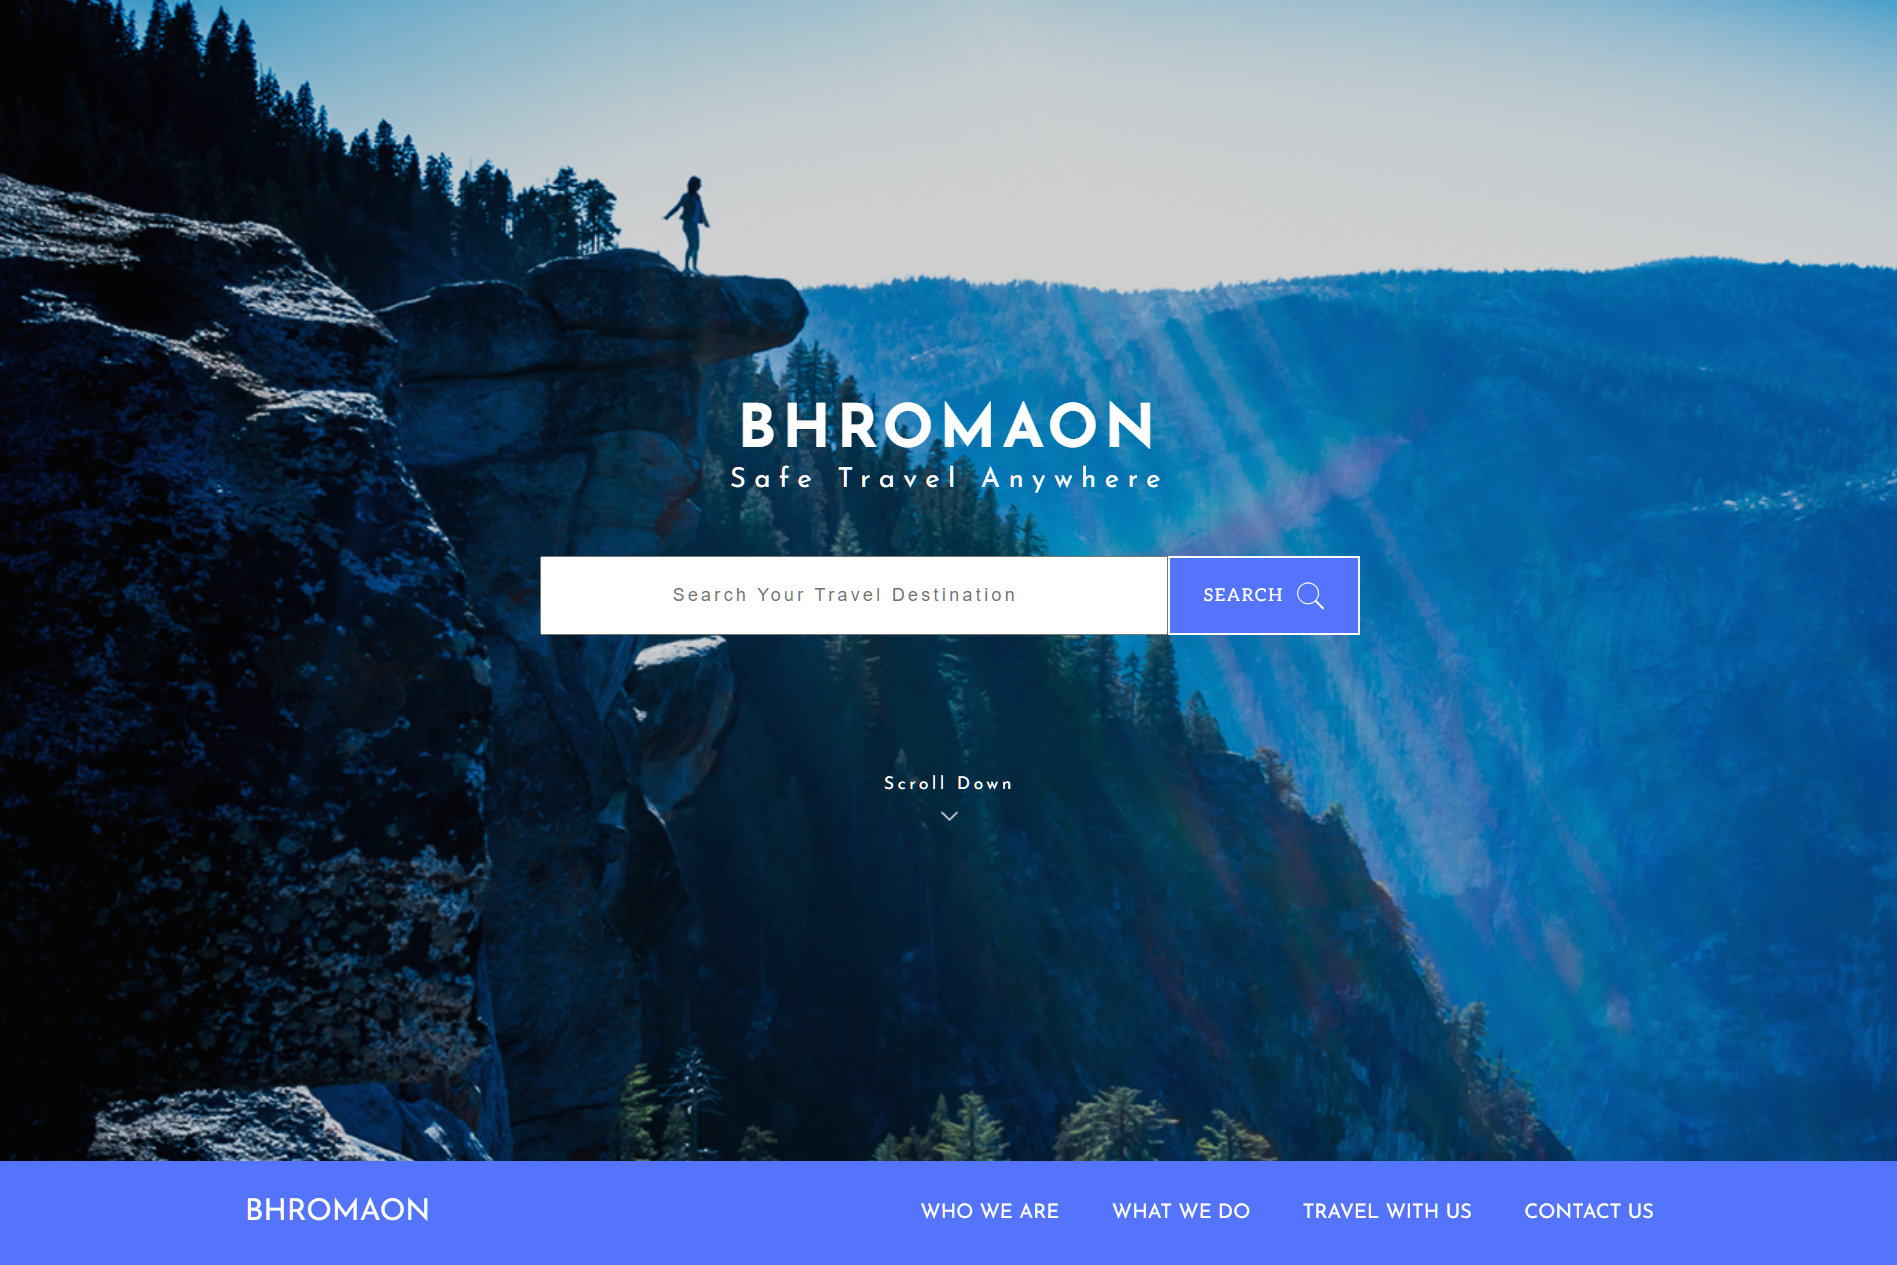 BHROMAON
Safe Travel Anywhere
Search Your Travel Destination
SEARCH
Scroll Down
BHROMAON
WHO WE ARE
WHAT WE DO
TRAVEL WITH US
CONTACT US